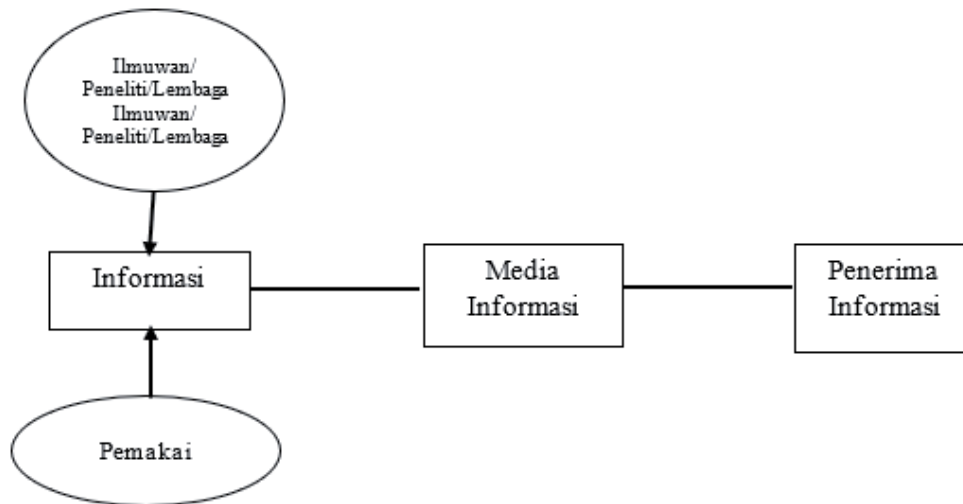 Ilmuwan/
Peneliti/Lembaga
Ilmuwan/
Peneliti/Lembaga
Informasi
Media
Informasi
Penerima
Informasi
Pemakai